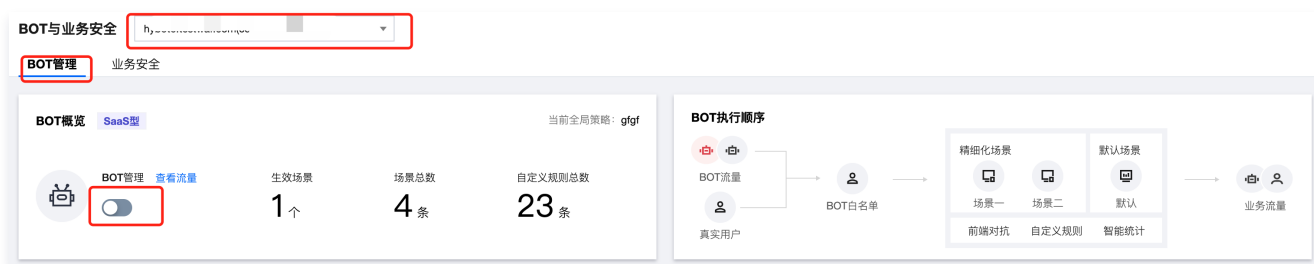 BOT与业务安全
BOT管理 业务安全
BOT概览 SaaS型 当前全局策略: gfgf
BOT管理 查看流量 生效场景 场景总数 自定义规则总数
1 个 4 条 23 条
BOT执行顺序
BOT流量
真实用户
BOT白名单
精细化场景 默认场景
场景一 场景二 默认
前端对抗 自定义规则 智能统计
业务流量